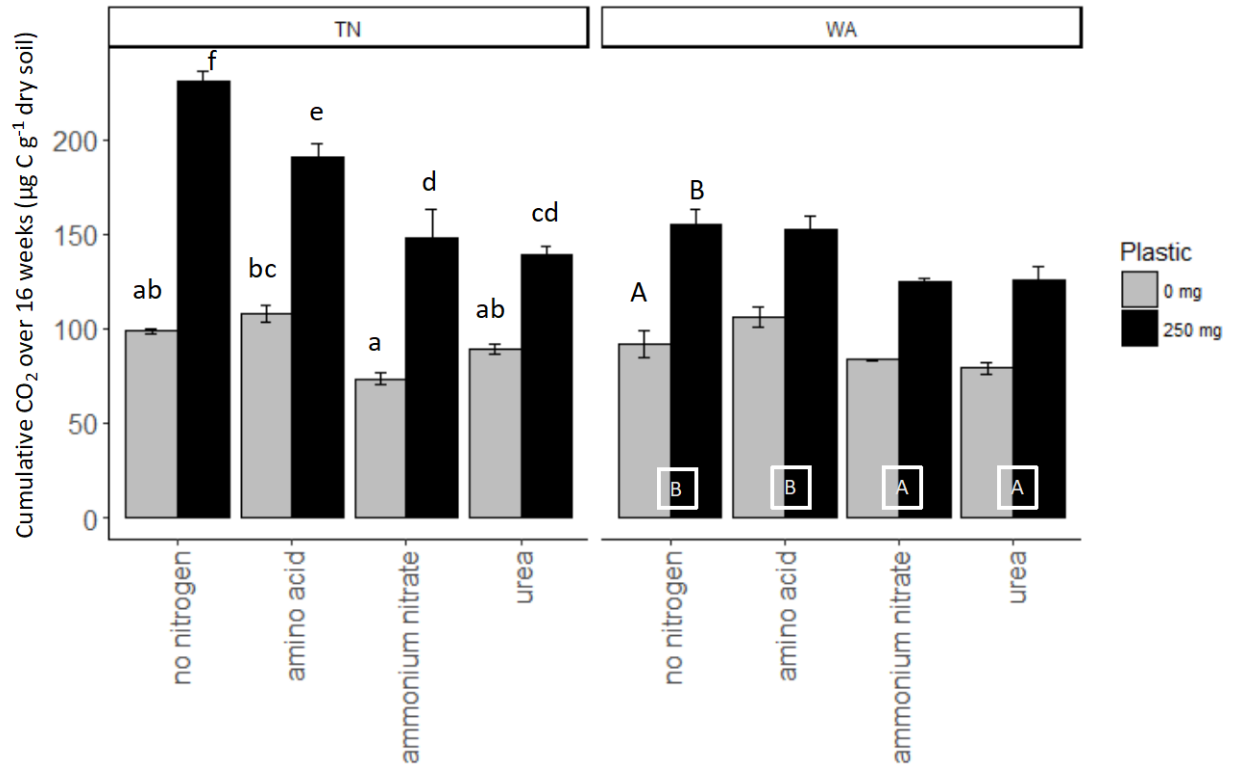 TN
WA
Cumulative CO₂ over 16 weeks (µg C g⁻¹ dry soil)
200
150
100
50
0
f
e
d
cd
ab
bc
a
ab
B
A
B
B
A
A
no nitrogen
amino acid
ammonium nitrate
urea
no nitrogen
amino acid
ammonium nitrate
urea
Plastic
0 mg
250 mg